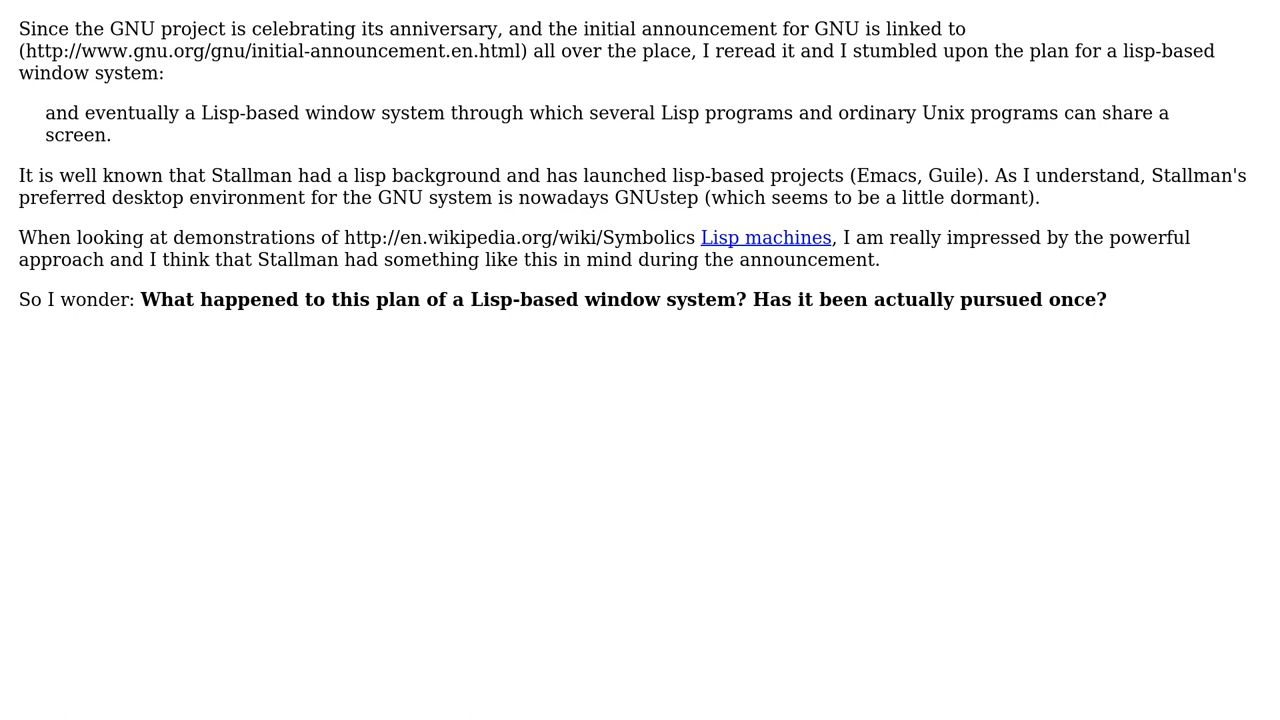 Since the GNU project is celebrating its anniversary, and the initial announcement for GNU is linked to
(http://www.gnu.org/gnu/initial-announcement.en.html) all over the place, I reread it and I stumbled upon the plan for a lisp-based
window system:
and eventually a Lisp-based window system through which several Lisp programs and ordinary Unix programs can share a
screen.
It is well known that Stallman had a lisp background and has launched lisp-based projects (Emacs, Guile). As I understand, Stallman's
preferred desktop environment for the GNU system is nowadays GNUstep (which seems to be a little dormant).
When looking at demonstrations of http://en.wikipedia.org/wiki/Symbolics Lisp machines, I am really impressed by the powerful
approach and I think that Stallman had something like this in mind during the announcement.
So I wonder: What happened to this plan of a Lisp-based window system? Has it been actually pursued once?